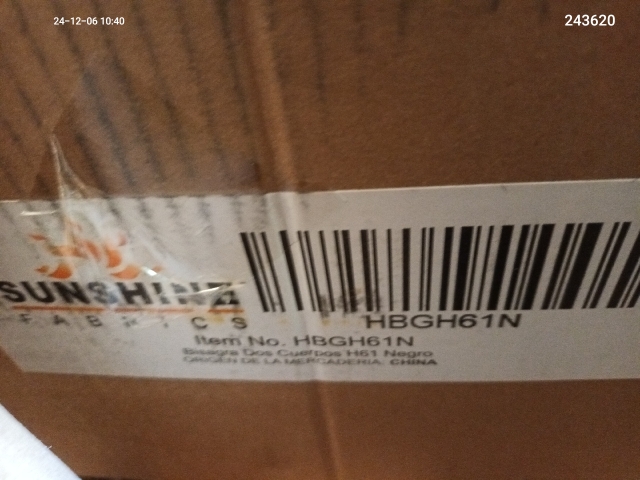 24-12-06 10:40
243620
SUNSHINE
FABRICS
*HBGH61N
Item No. HBGH61N
Bisagra Dos Cuerpos H61 Negro
ORIGEN DE LA MERCADERIA: CHINA